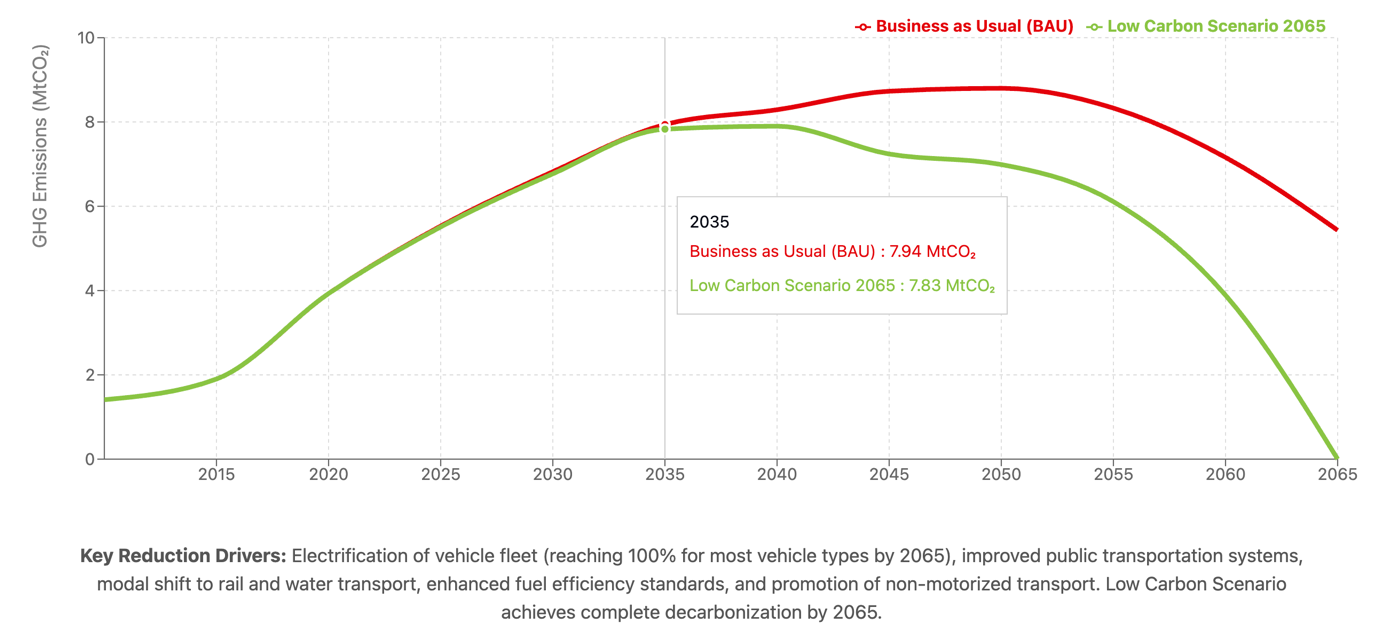 Business as Usual (BAU)
Low Carbon Scenario 2065
GHG Emissions (MtCO₂)
10
8
6
4
2
0
2035
Business as Usual (BAU) : 7.94 MtCO₂
Low Carbon Scenario 2065 : 7.83 MtCO₂
2015
2020
2025
2030
2035
2040
2045
2050
2055
2060
2065
Key Reduction Drivers: Electrification of vehicle fleet (reaching 100% for most vehicle types by 2065), improved public transportation systems,
modal shift to rail and water transport, enhanced fuel efficiency standards, and promotion of non-motorized transport. Low Carbon Scenario
achieves complete decarbonization by 2065.